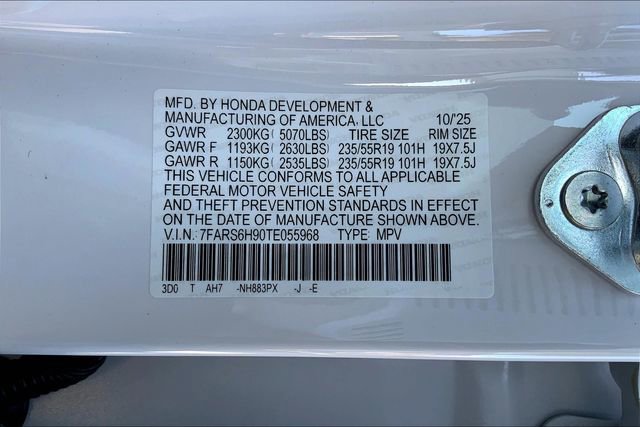 MFD. BY HONDA DEVELOPMENT &
MANUFACTURING OF AMERICA, LLC 10/'25
GVWR 2300KG ( 5070LBS) TIRE SIZE RIM SIZE
GAWR F 1193KG ( 2630LBS) 235/55R19 101H 19X7.5J
GAWR R 1150KG ( 2535LBS) 235/55R19 101H 19X7.5J
THIS VEHICLE CONFORMS TO ALL APPLICABLE
FEDERAL MOTOR VEHICLE SAFETY
AND THEFT PREVENTION STANDARDS IN EFFECT
ON THE DATE OF MANUFACTURE SHOWN ABOVE.
V.I.N: 7FARS6H90TE055968 TYPE: MPV
3D0 T AH7 -NH883PX -J -E